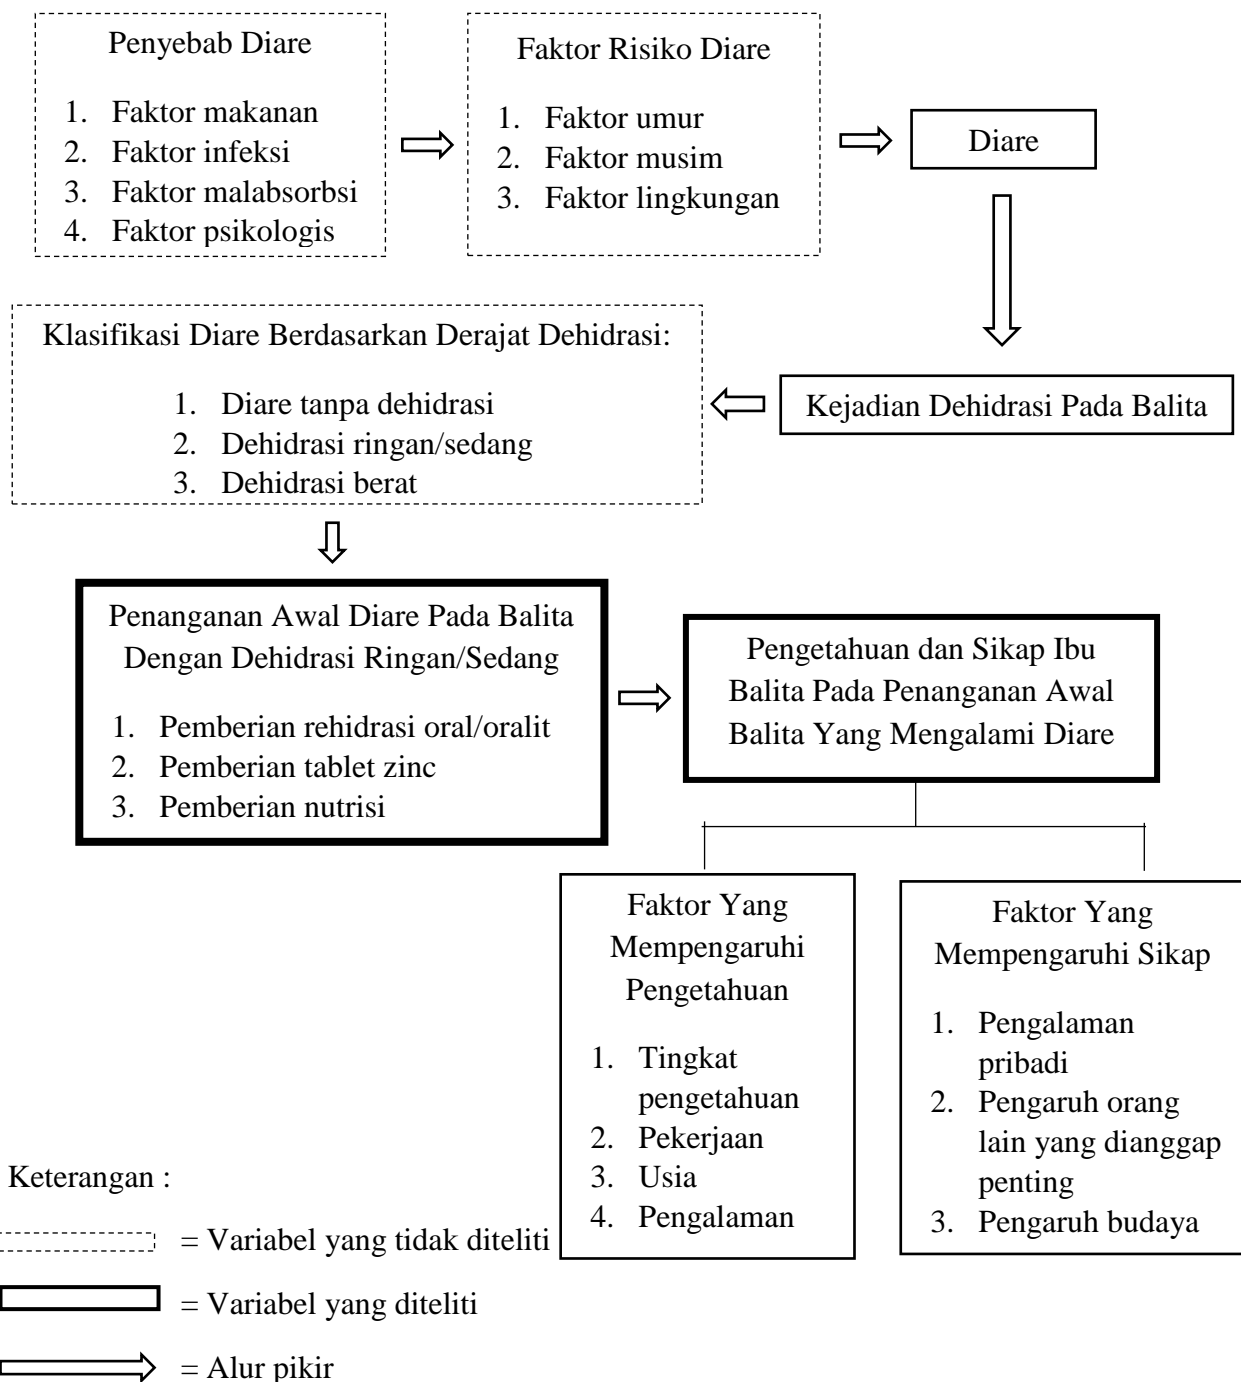 Penyebab Diare
1. Faktor makanan
2. Faktor infeksi
3. Faktor malabsorbsi
4. Faktor psikologis
Faktor Risiko Diare
1. Faktor umur
2. Faktor musim
3. Faktor lingkungan
Diare
Kejadian Dehidrasi Pada Balita
Klasifikasi Diare Berdasarkan Derajat Dehidrasi:
1. Diare tanpa dehidrasi
2. Dehidrasi ringan/sedang
3. Dehidrasi berat
Penanganan Awal Diare Pada Balita
Dengan Dehidrasi Ringan/Sedang
1. Pemberian rehidrasi oral/oralit
2. Pemberian tablet zinc
3. Pemberian nutrisi
Pengetahuan dan Sikap Ibu
Balita Pada Penanganan Awal
Balita Yang Mengalami Diare
Faktor Yang
Mempengaruhi
Pengetahuan
1. Tingkat
pengetahuan
2. Pekerjaan
3. Usia
4. Pengalaman
Faktor Yang
Mempengaruhi Sikap
1. Pengalaman
pribadi
2. Pengaruh orang
lain yang dianggap
penting
3. Pengaruh budaya
Keterangan :
= Variabel yang tidak diteliti
= Variabel yang diteliti
= Alur pikir